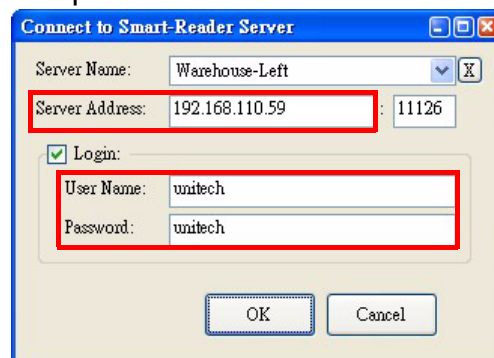 Connect to Smart-Reader Server
Server Name: Warehouse-Left X
Server Address: 192.168.110.59 : 11126
Login:
User Name: unitech
Password: unitech
OK Cancel